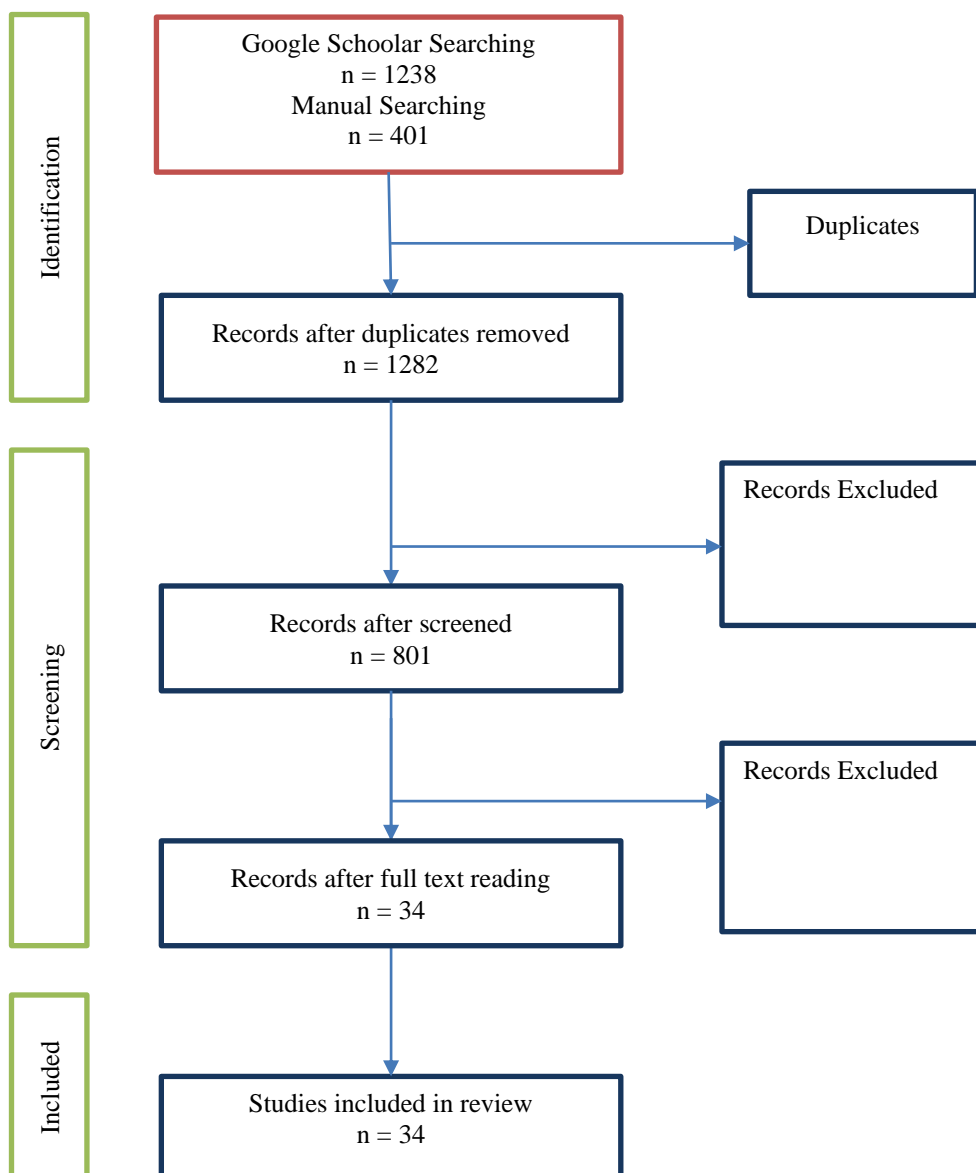 Identification
Google Schoolar Searching
n = 1238
Manual Searching
n = 401
Duplicates
Records after duplicates removed
n = 1282
Screening
Records Excluded
Records after screened
n = 801
Records Excluded
Records after full text reading
n = 34
Included
Studies included in review
n = 34